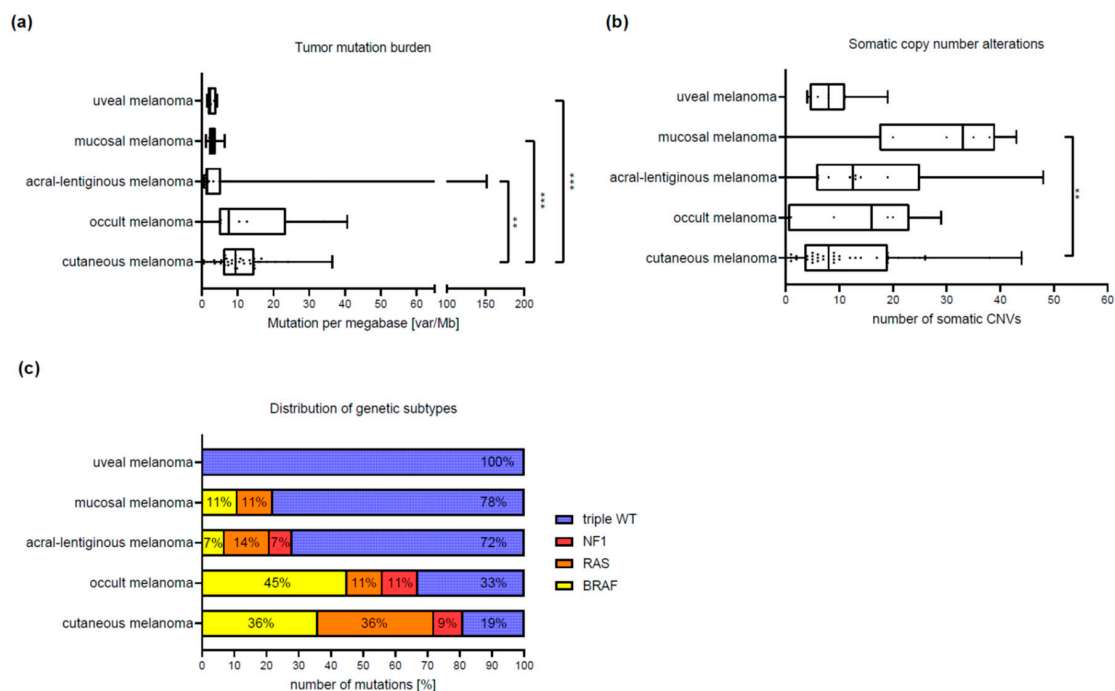 (a)
Tumor mutation burden
uveal melanoma
mucosal melanoma
acral-lentiginous melanoma
occult melanoma
cutaneous melanoma
***
***
**
0 10 20 30 40 50 60 100 150 200
Mutation per megabase [var/Mb]
(b)
Somatic copy number alterations
uveal melanoma
mucosal melanoma
acral-lentiginous melanoma
occult melanoma
cutaneous melanoma
**
0 10 20 30 40 50 60
number of somatic CNVs
(c)
Distribution of genetic subtypes
uveal melanoma 100%
mucosal melanoma 11% 11% 78%
acral-lentiginous melanoma 7% 14% 7% 72%
occult melanoma 45% 11% 11% 33%
cutaneous melanoma 36% 36% 9% 19%
0 10 20 30 40 50 60 70 80 90 100
number of mutations [%]
triple WT
NF1
RAS
BRAF